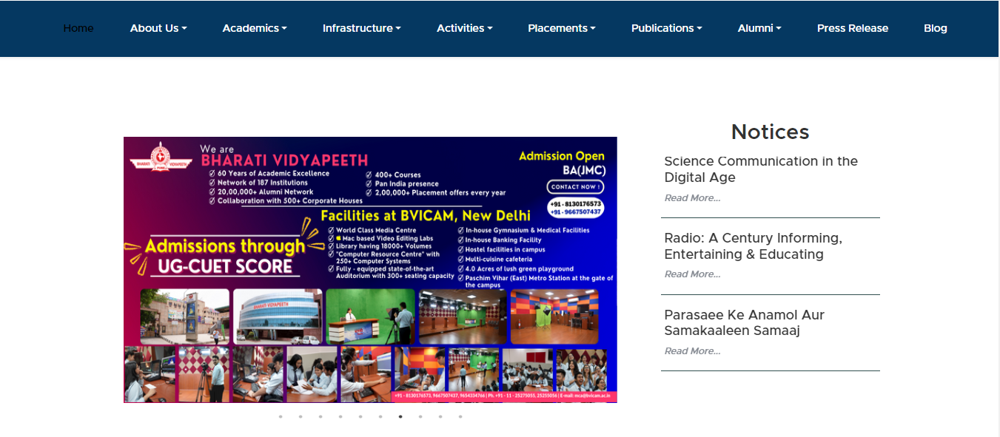 Home
About Us
Academics
Infrastructure
Activities
Placements
Publications
Alumni
Press Release
Blog
BHARATI VIDYAPEETH
We are
BHARATI VIDYAPEETH
60 Years of Academic Excellence
Network of 187 Institutions
20,00,000+ Alumni Network
Collaboration with 500+ Corporate Houses
400+ Courses
Pan India presence
2,00,000+ Placement offers every year
Admission Open
BA(JMC)
CONTACT NOW !
+91 - 8130176573
+91 - 9667507437
Admissions through
UG-CUET SCORE
Facilities at BVICAM, New Delhi
World Class Media Centre
Mac based Video Editing Labs
Library having 18000+ Volumes
"Computer Resource Centre" with
250+ Computer Systems
Fully - equipped state-of-the-art
Auditorium with 300+ seating capacity
In-house Gymnasium & Medical Facilities
In-house Banking Facility
Hostel facilities in campus
Multi-cuisine cafeteria
4.0 Acres of lush green playground
Paschim Vihar (East) Metro Station at the gate of
the campus
BHARATI VIDYAPEETH
+91 - 8130176573, 9667507437, 9654334766 | Ph. +91 - 11 - 25275055, 25255056 | E-mail: mca@bvicam.ac.in
Notices
Science Communication in the
Digital Age
Read More...
Radio: A Century Informing,
Entertaining & Educating
Read More...
Parasaee Ke Anamol Aur
Samakaaleen Samaaj
Read More...